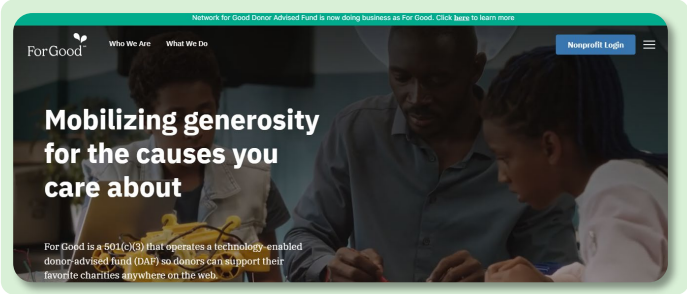 Network for Good Donor Advised Fund is now doing business as For Good. Click here to learn more
For Good™
Who We Are
What We Do
Nonprofit Login
Mobilizing generosity
for the causes you
care about
For Good is a 501(c)(3) that operates a technology-enabled
donor-advised fund (DAF) so donors can support their
favorite charities anywhere on the web.